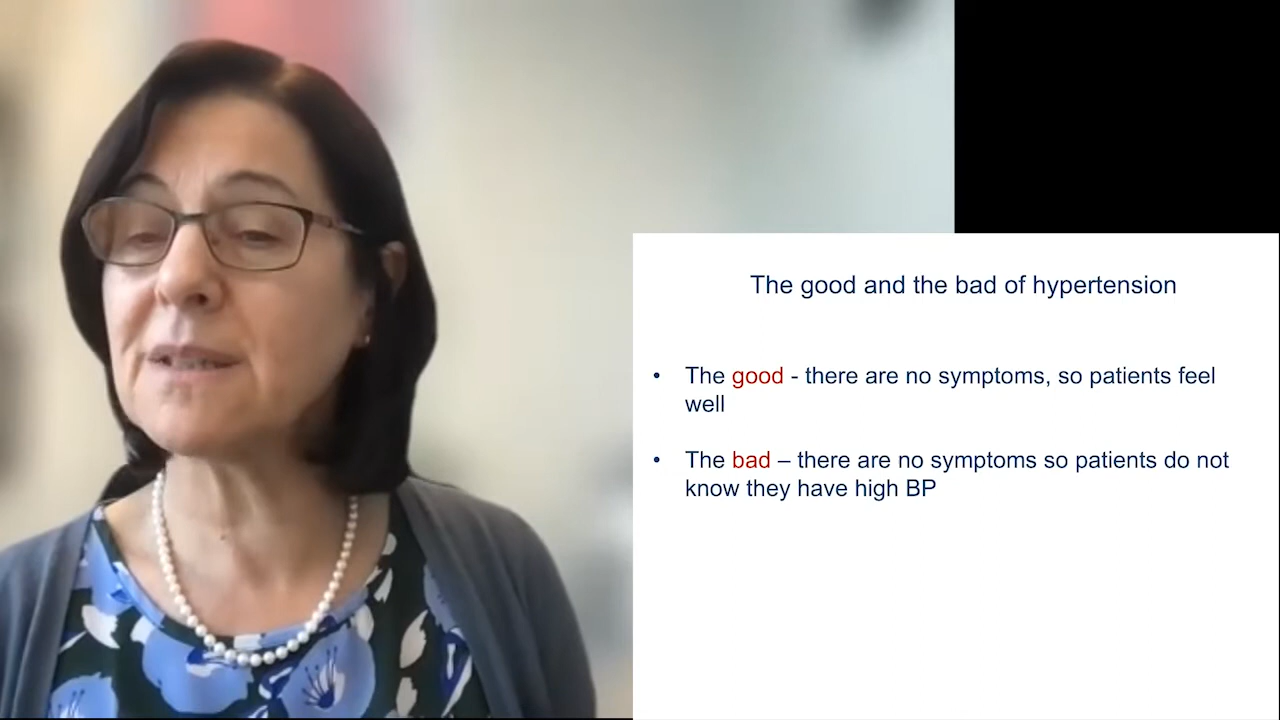 The good and the bad of hypertension
• The good - there are no symptoms, so patients feel
well
• The bad – there are no symptoms so patients do not
know they have high BP